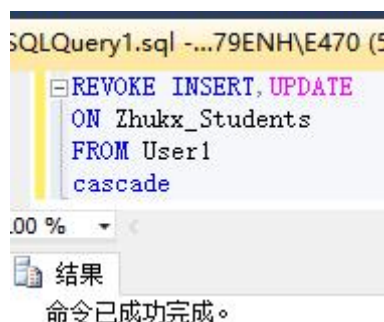 SQLQuery1.sql -...79ENH\E470 (5
REVOKE INSERT,UPDATE
ON Zhukx_Students
FROM User1
cascade
.00 %
结果
命令已成功完成。